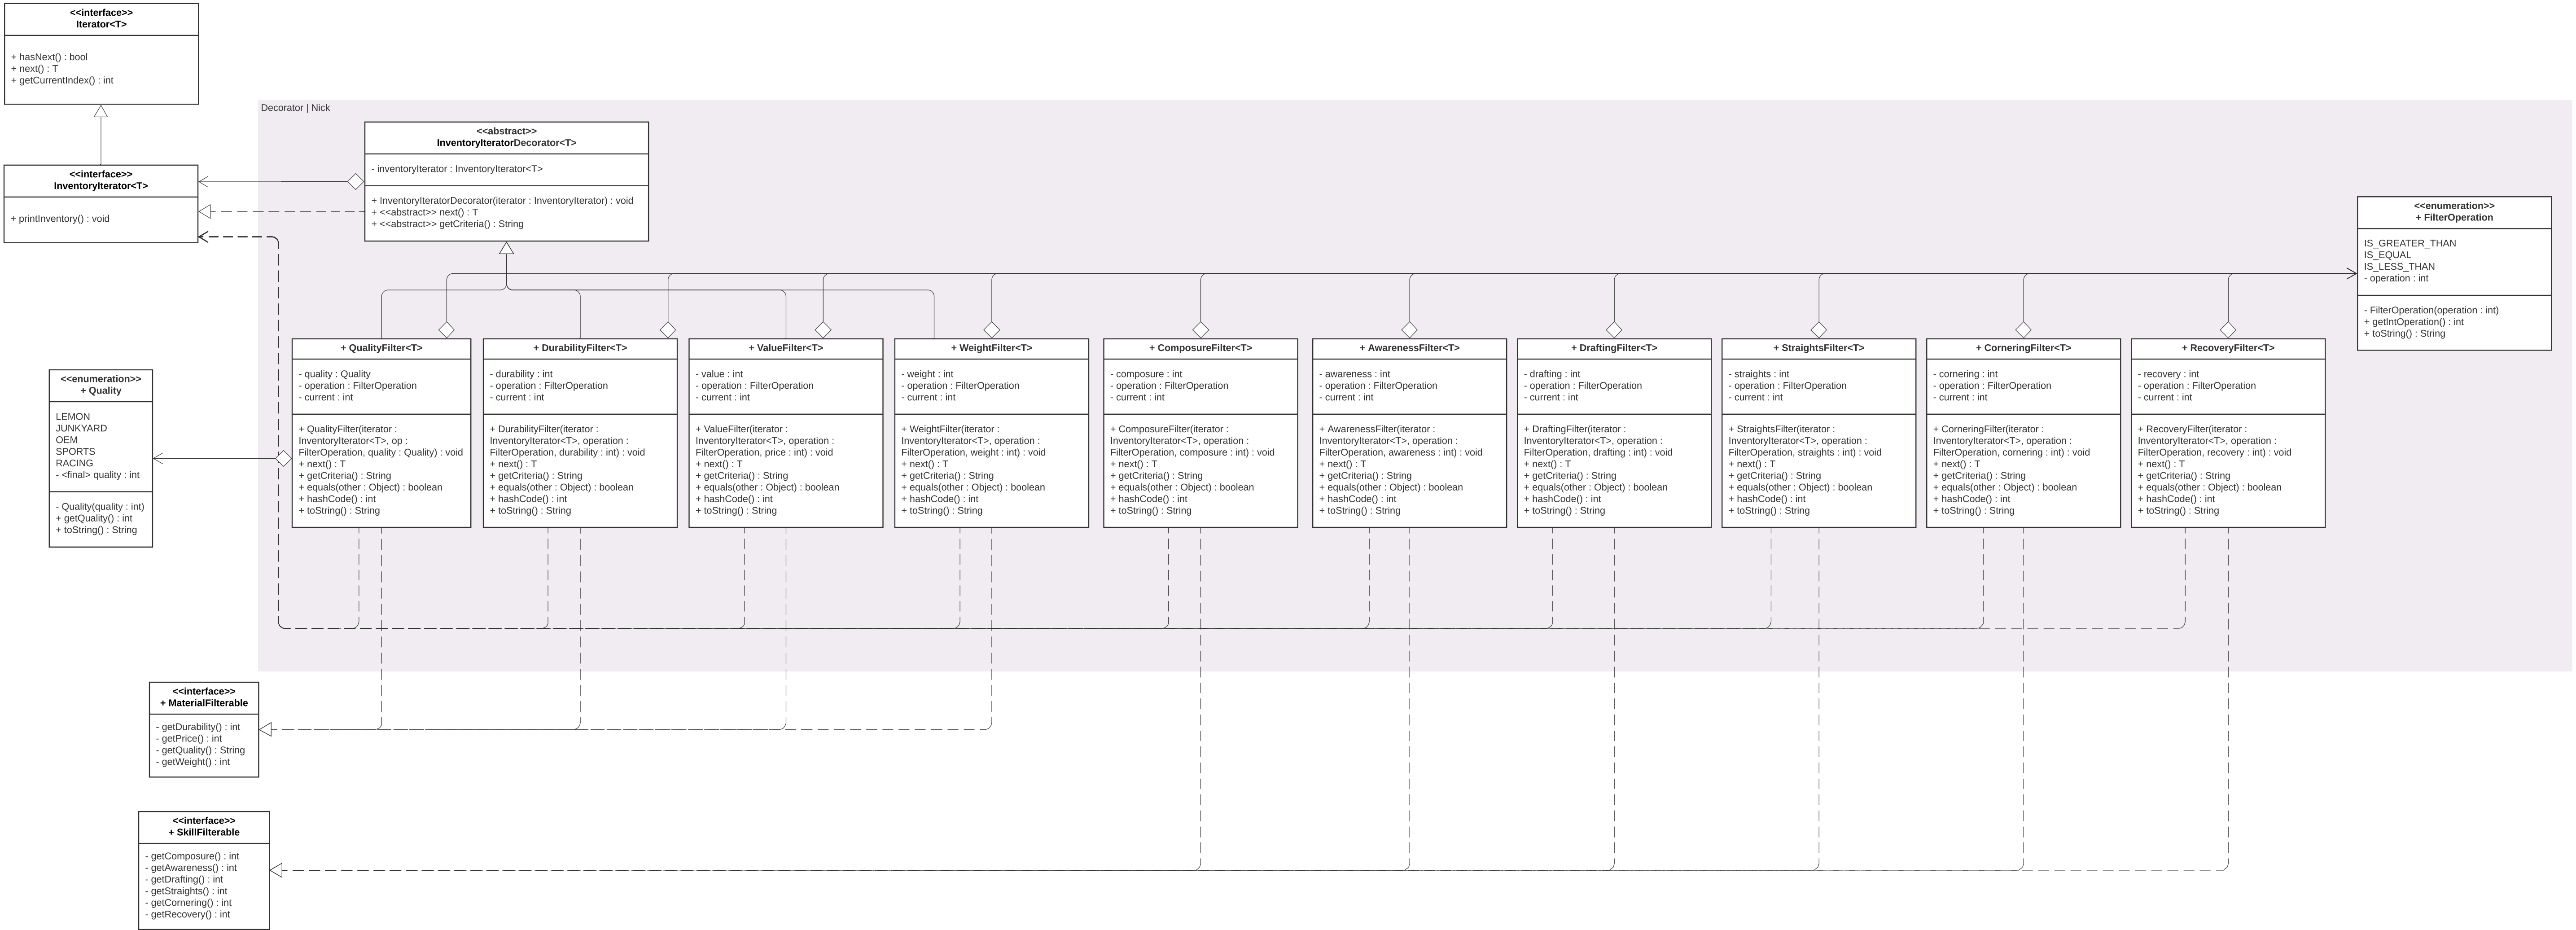 <<interface>>
Iterator<T>
+ hasNext() : bool
+ next() : T
+ getCurrentIndex() : int
Decorator | Nick
<<abstract>>
InventoryIteratorDecorator<T>
- inventoryIterator : InventoryIterator<T>
+ InventoryIteratorDecorator(iterator : InventoryIterator) : void
+ <<abstract>> next() : T
+ <<abstract>> getCriteria() : String
<<interface>>
InventoryIterator<T>
+ printInventory() : void
<<enumeration>>
+ FilterOperation
IS_GREATER_THAN
IS_EQUAL
IS_LESS_THAN
- operation : int
- FilterOperation(operation : int)
+ getIntOperation() : int
+ toString() : String
<<enumeration>>
+ Quality
LEMON
JUNKYARD
OEM
SPORTS
RACING
- <final> quality : int
- Quality(quality : int)
+ getQuality() : int
+ toString() : String
+ QualityFilter<T>
- quality : Quality
- operation : FilterOperation
- current : int
+ QualityFilter(iterator :
InventoryIterator<T>, op :
FilterOperation, quality : Quality) : void
+ next() : T
+ getCriteria() : String
+ equals(other : Object) : boolean
+ hashCode() : int
+ toString() : String
+ DurabilityFilter<T>
- durability : int
- operation : FilterOperation
- current : int
+ DurabilityFilter(iterator :
InventoryIterator<T>, operation :
FilterOperation, durability : int) : void
+ next() : T
+ getCriteria() : String
+ equals(other : Object) : boolean
+ hashCode() : int
+ toString() : String
+ ValueFilter<T>
- value : int
- operation : FilterOperation
- current : int
+ ValueFilter(iterator :
InventoryIterator<T>, operation :
FilterOperation, price : int) : void
+ next() : T
+ getCriteria() : String
+ equals(other : Object) : boolean
+ hashCode() : int
+ toString() : String
+ WeightFilter<T>
- weight : int
- operation : FilterOperation
- current : int
+ WeightFilter(iterator :
InventoryIterator<T>, operation :
FilterOperation, weight : int) : void
+ next() : T
+ getCriteria() : String
+ equals(other : Object) : boolean
+ hashCode() : int
+ toString() : String
+ ComposureFilter<T>
- composure : int
- operation : FilterOperation
- current : int
+ ComposureFilter(iterator :
InventoryIterator<T>, operation :
FilterOperation, composure : int) : void
+ next() : T
+ getCriteria() : String
+ equals(other : Object) : boolean
+ hashCode() : int
+ toString() : String
+ AwarenessFilter<T>
- awareness : int
- operation : FilterOperation
- current : int
+ AwarenessFilter(iterator :
InventoryIterator<T>, operation :
FilterOperation, awareness : int) : void
+ next() : T
+ getCriteria() : String
+ equals(other : Object) : boolean
+ hashCode() : int
+ toString() : String
+ DraftingFilter<T>
- drafting : int
- operation : FilterOperation
- current : int
+ DraftingFilter(iterator :
InventoryIterator<T>, operation :
FilterOperation, drafting : int) : void
+ next() : T
+ getCriteria() : String
+ equals(other : Object) : boolean
+ hashCode() : int
+ toString() : String
+ StraightsFilter<T>
- straights : int
- operation : FilterOperation
- current : int
+ StraightsFilter(iterator :
InventoryIterator<T>, operation :
FilterOperation, straights : int) : void
+ next() : T
+ getCriteria() : String
+ equals(other : Object) : boolean
+ hashCode() : int
+ toString() : String
+ CorneringFilter<T>
- cornering : int
- operation : FilterOperation
- current : int
+ CorneringFilter(iterator :
InventoryIterator<T>, operation :
FilterOperation, cornering : int) : void
+ next() : T
+ getCriteria() : String
+ equals(other : Object) : boolean
+ hashCode() : int
+ toString() : String
+ RecoveryFilter<T>
- recovery : int
- operation : FilterOperation
- current : int
+ RecoveryFilter(iterator :
InventoryIterator<T>, operation :
FilterOperation, recovery : int) : void
+ next() : T
+ getCriteria() : String
+ equals(other : Object) : boolean
+ hashCode() : int
+ toString() : String
<<interface>>
+ MaterialFilterable
- getDurability() : int
- getPrice() : int
- getQuality() : String
- getWeight() : int
<<interface>>
+ SkillFilterable
- getComposure() : int
- getAwareness() : int
- getDrafting() : int
- getStraights() : int
- getCornering() : int
- getRecovery() : int